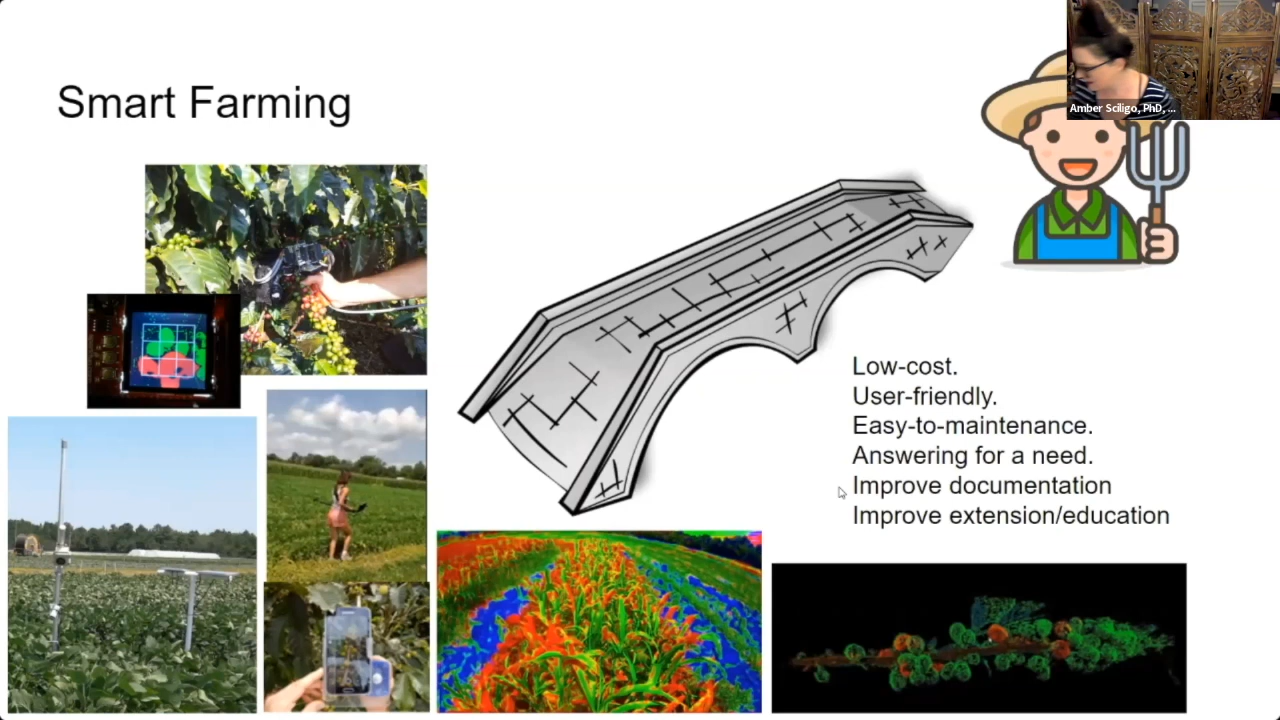 Smart Farming
Amber Sciligo, PhD, ...
Low-cost.
User-friendly.
Easy-to-maintenance.
Answering for a need.
Improve documentation
Improve extension/education